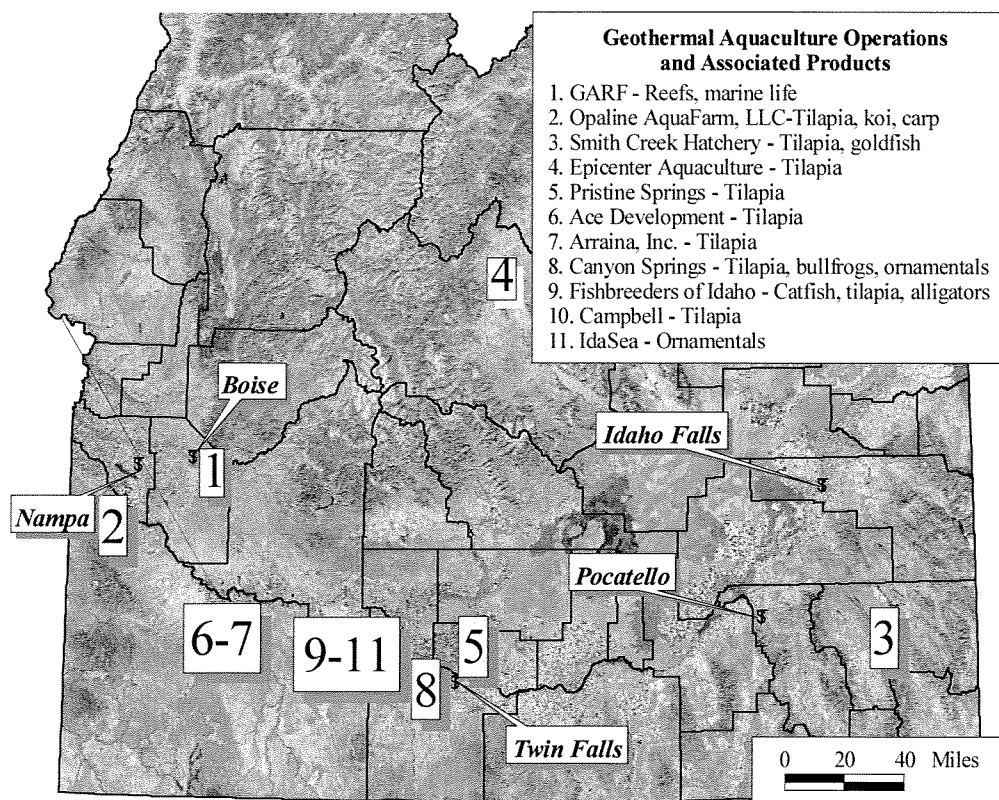 Geothermal Aquaculture Operations
and Associated Products
1. GARF - Reefs, marine life
2. Opaline AquaFarm, LLC-Tilapia, koi, carp
3. Smith Creek Hatchery - Tilapia, goldfish
4. Epicenter Aquaculture - Tilapia
5. Pristine Springs - Tilapia
6. Ace Development - Tilapia
7. Arraina, Inc. - Tilapia
8. Canyon Springs - Tilapia, bullfrogs, ornamentals
9. Fishbreeders of Idaho - Catfish, tilapia, alligators
10. Campbell - Tilapia
11. IdaSea - Ornamentals
4
Boise
1
Idaho Falls
Nampa
2
Pocatello
6-7
9-11
5
3
8
Twin Falls
0 20 40 Miles